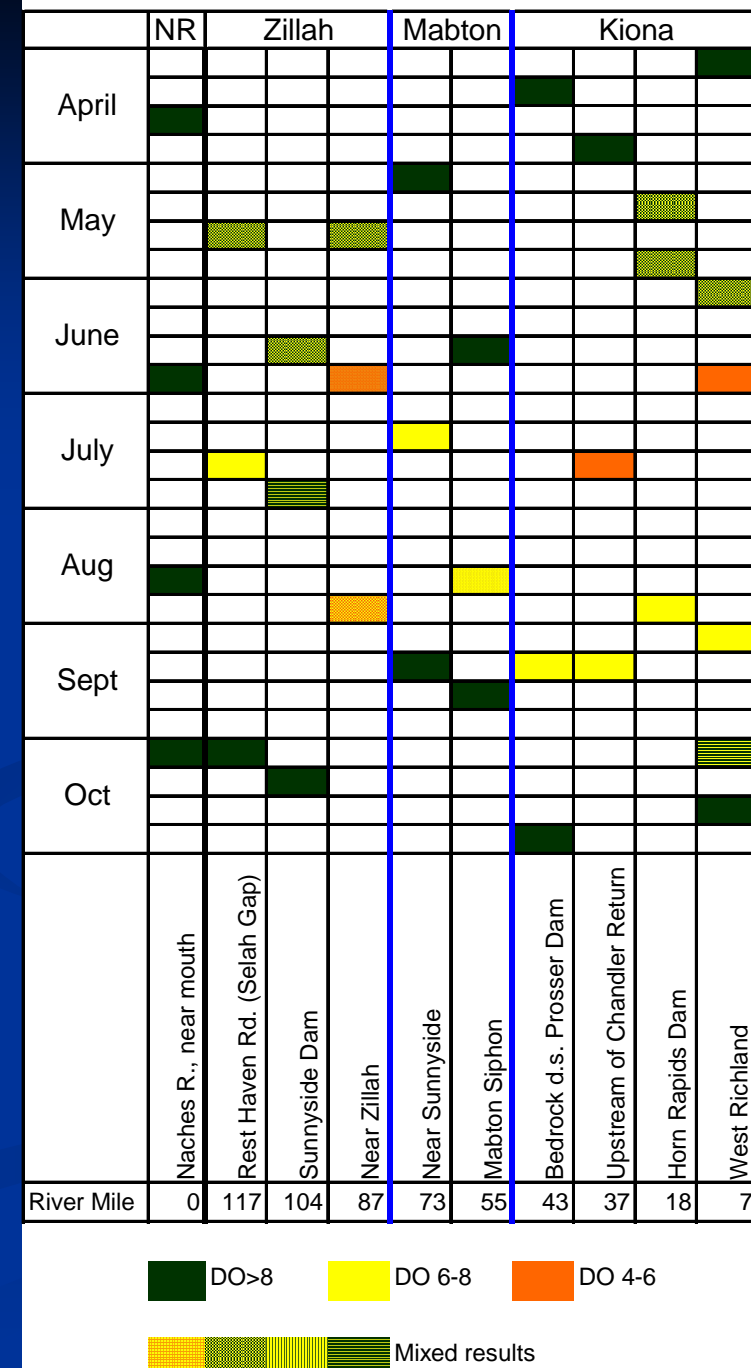 NR Zillah Mabton Kiona
April
May
June
July
Aug
Sept
Oct
Naches R., near mouth
Rest Haven Rd. (Selah Gap)
Sunnyside Dam
Near Zillah
Near Sunnyside
Mabton Siphon
Bedrock d.s. Prosser Dam
Upstream of Chandler Return
Horn Rapids Dam
West Richland
River Mile 0 117 104 87 73 55 43 37 18 7
DO>8 DO 6-8 DO 4-6
Mixed results